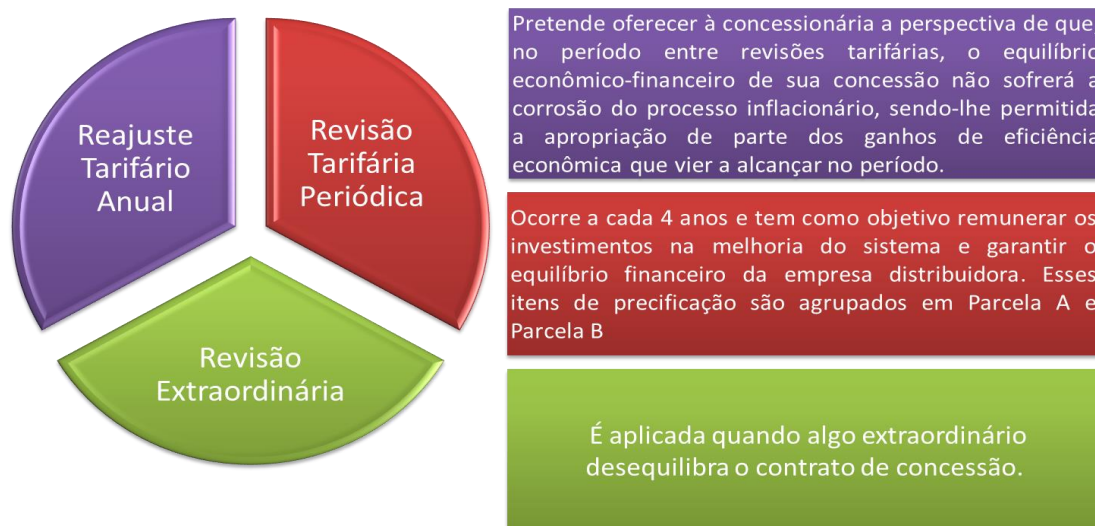 Reajuste
Tarifário
Anual
Revisão
Tarifária
Periódica
Revisão
Extraordinária
Pretende oferecer à concessionária a perspectiva de que
no período entre revisões tarifárias, o equilíbrio
econômico-financeiro de sua concessão não sofrerá a
corrosão do processo inflacionário, sendo-lhe permitida
a apropriação de parte dos ganhos de eficiência
econômica que vier a alcançar no período.
Ocorre a cada 4 anos e tem como objetivo remunerar os
investimentos na melhoria do sistema e garantir o
equilíbrio financeiro da empresa distribuidora. Esses
itens de precificação são agrupados em Parcela A e
Parcela B
É aplicada quando algo extraordinário
desequilibra o contrato de concessão.